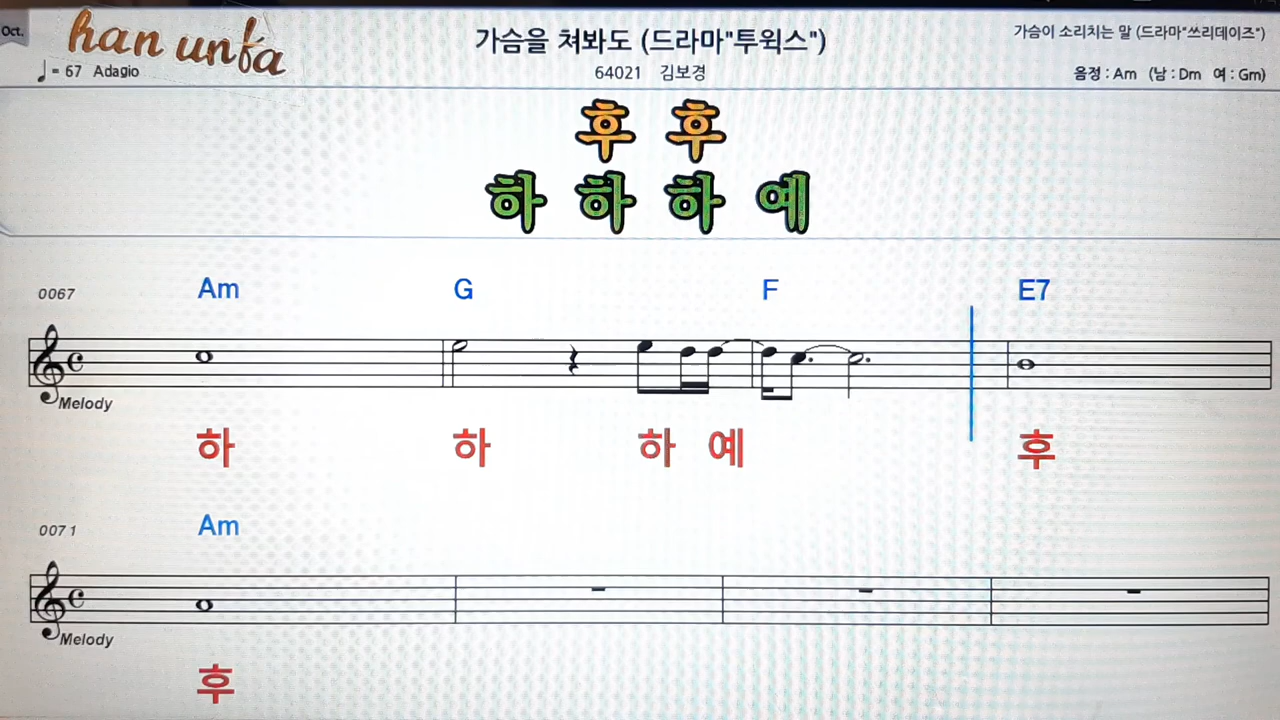 Oct.
han unfa
가슴을 쳐봐도 (드라마"투윅스")
가슴이 소리치는 말 (드라마"쓰리데이즈")
= 67 Adagio
64021 김보경
음정 : Am (남 : Dm 여 : Gm)
후 후
하 하 하 예
0067 Am G F E7
Melody
하 하 하 예 후
0071 Am
Melody
후